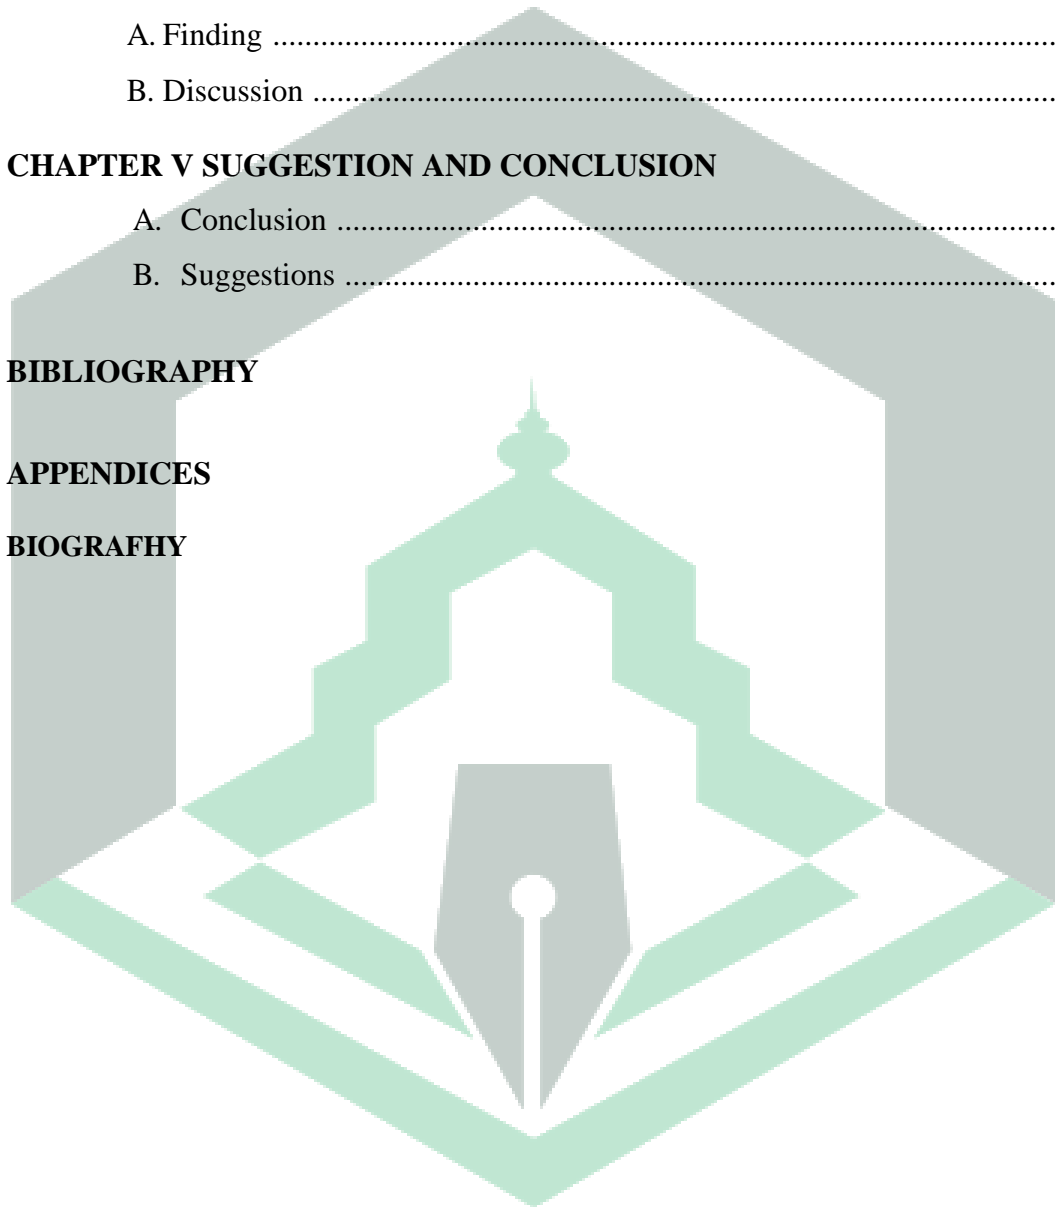 A. Finding ....................................................................................................
B. Discussion ...............................................................................................
CHAPTER V SUGGESTION AND CONCLUSION
A. Conclusion ............................................................................................
B. Suggestions ...........................................................................................
BIBLIOGRAPHY
APPENDICES
BIOGRAFHY